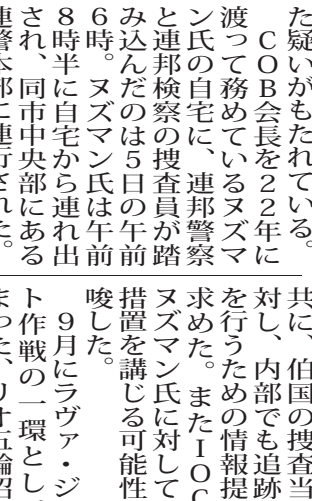 た疑いがもたれている。
ＣＯＢ会長を２２年に
渡って務めているヌズマ
ン氏の自宅に、連邦警察
と連邦検察の捜査員が踏
み込んだのは５日の午前
６時。ヌズマン氏は午前
８時半に自宅から連れ出
され、同市中央部にある
連警本部に連行された。
共に、伯国の捜査当
対し、内部でも追跡
を行うための情報提
求めた。またＩＯＣ
ヌズマン氏に対して
措置を講じる可能性
唆した。
９月にラヴァ・ジ
ト作戦の一環とし
まった、リオ五輪招